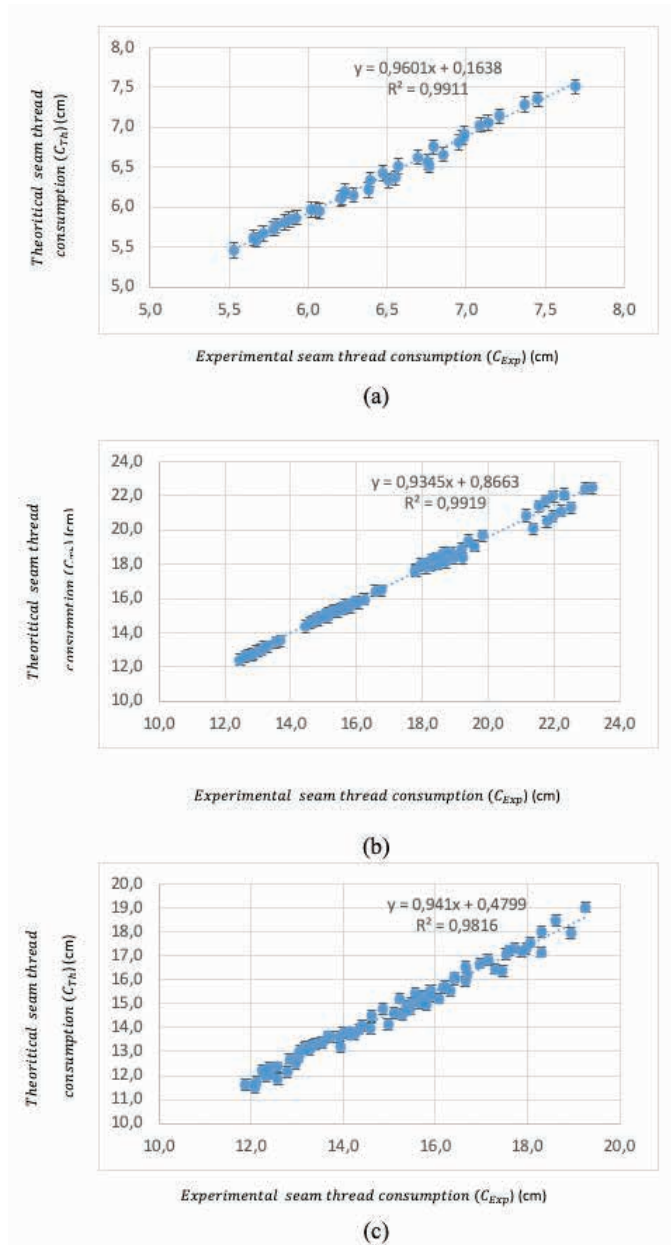 8,0
y = 0,9601x + 0,1638
R² = 0,9911
7,5
7,0
6,5
6,0
5,5
5,0
5,0 5,5 6,0 6,5 7,0 7,5 8,0
Theoritical seam thread
consumption (C_Th) (cm)
Experimental seam thread consumption (C_Exp) (cm)
(a)
24,0
y = 0,9345x + 0,8663
R² = 0,9919
22,0
20,0
18,0
16,0
14,0
12,0
10,0
10,0 12,0 14,0 16,0 18,0 20,0 22,0 24,0
Theoritical seam thread
consumption (cm)
Experimental seam thread consumption (C_Exp) (cm)
(b)
20,0
y = 0,941x + 0,4799
R² = 0,9816
19,0
18,0
17,0
16,0
15,0
14,0
13,0
12,0
11,0
10,0
10,0 12,0 14,0 16,0 18,0 20,0
Theoritical seam thread
consumption (C_Th) (cm)
Experimental seam thread consumption (C_Exp) (cm)
(c)